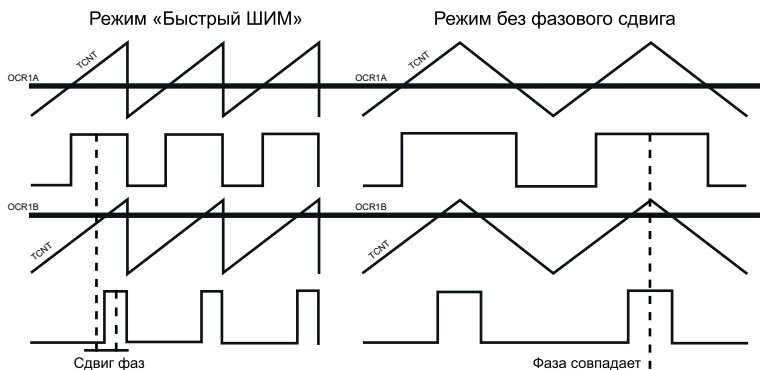 Режим «Быстрый ШИМ»
Режим без фазового сдвига
TCNT
TCNT
OCR1A
OCR1A
OCR1B
OCR1B
TCNT
TCNT
Сдвиг фаз
Фаза совпадает